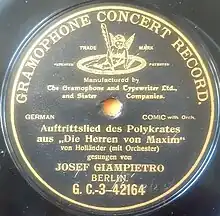 GRAMOPHONE CONCERT RECORD.
TRADE MARK
Manufactured by
The Gramophone and Typewriter Ltd.,
and Sister Companies.
GERMAN COMIC with Orch.
Auftrittslied des Polykrates
aus „Die Herren von Maxim“
von Holländer (mit Orchester)
gesungen von
JOSEF GIAMPIETRO
BERLIN.
G. C.-3-42164